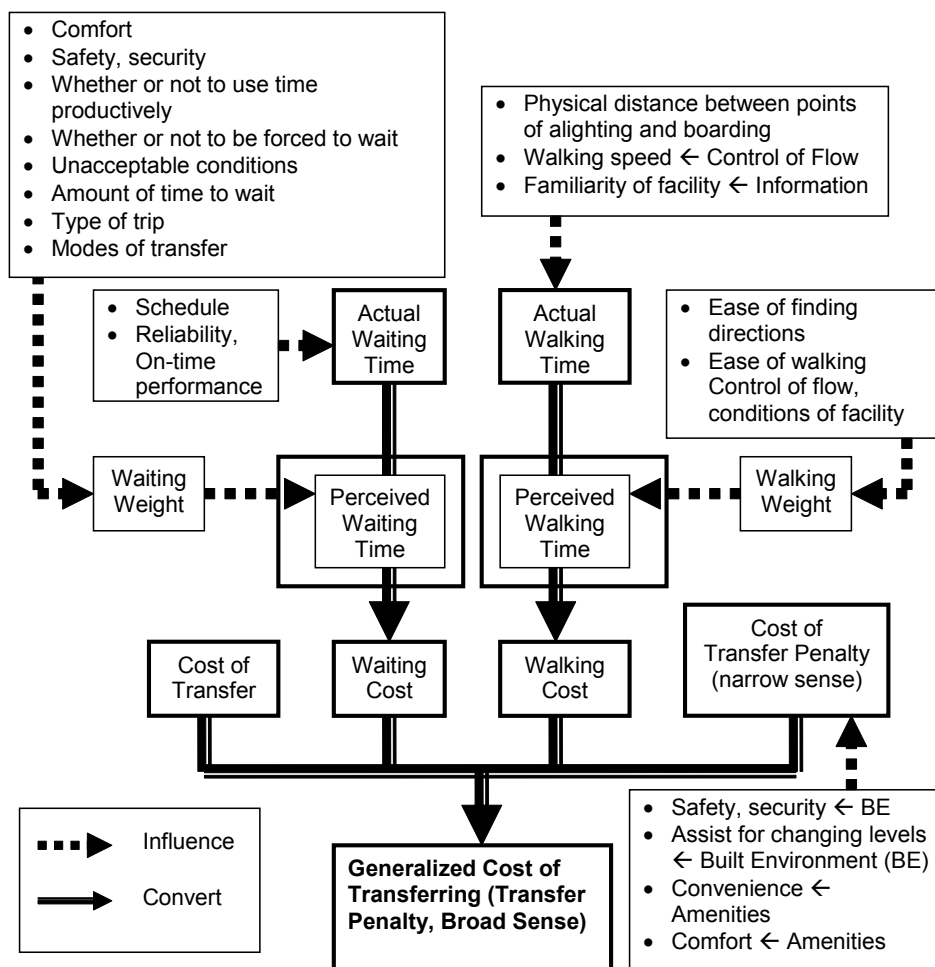 • Comfort
• Safety, security
• Whether or not to use time
productively
• Whether or not to be forced to wait
• Unacceptable conditions
• Amount of time to wait
• Type of trip
• Modes of transfer
• Physical distance between points
of alighting and boarding
• Walking speed ← Control of Flow
• Familiarity of facility ← Information
• Schedule
• Reliability,
On-time
performance
Actual
Waiting
Time
Actual
Walking
Time
• Ease of finding
directions
• Ease of walking
Control of flow,
conditions of facility
Waiting
Weight
Perceived
Waiting
Time
Perceived
Walking
Time
Walking
Weight
Cost of
Transfer
Waiting
Cost
Walking
Cost
Cost of
Transfer Penalty
(narrow sense)
Influence
Convert
Generalized Cost of
Transferring (Transfer
Penalty, Broad Sense)
• Safety, security ← BE
• Assist for changing levels
← Built Environment (BE)
• Convenience ←
Amenities
• Comfort ← Amenities